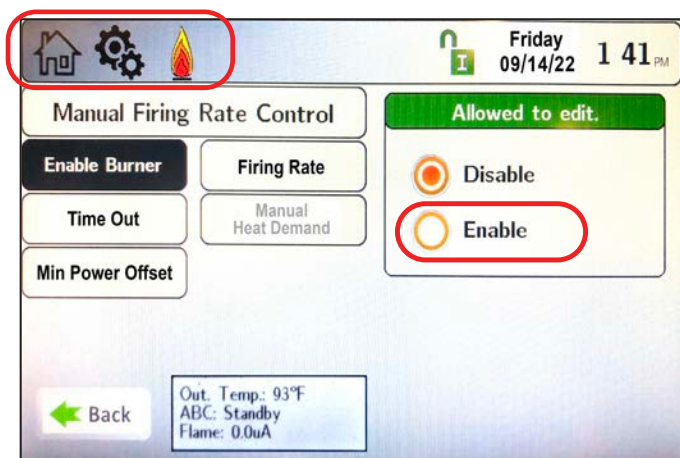 Friday
09/14/22
1 41 PM
I
Manual Firing Rate Control
Allowed to edit.
Enable Burner
Firing Rate
Disable
Time Out
Manual
Heat Demand
Enable
Min Power Offset
Back
Out. Temp.: 93°F
ABC: Standby
Flame: 0.0uA